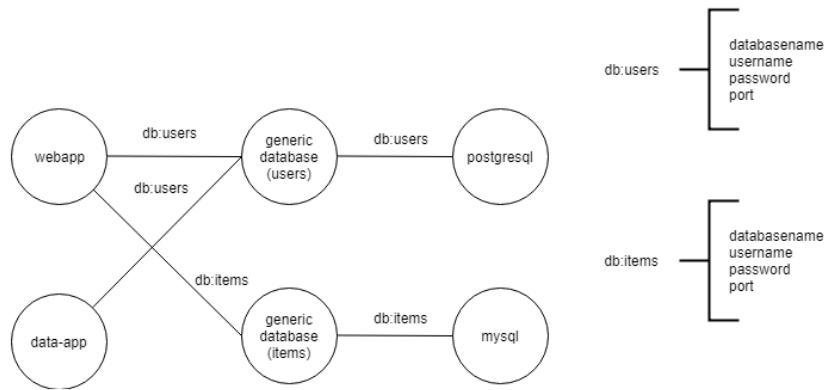 db:users
databasename
username
password
port
webapp
db:users
generic
database
(users)
db:users
postgresql
db:users
db:items
databasename
username
password
port
db:items
data-app
generic
database
(items)
db:items
mysql